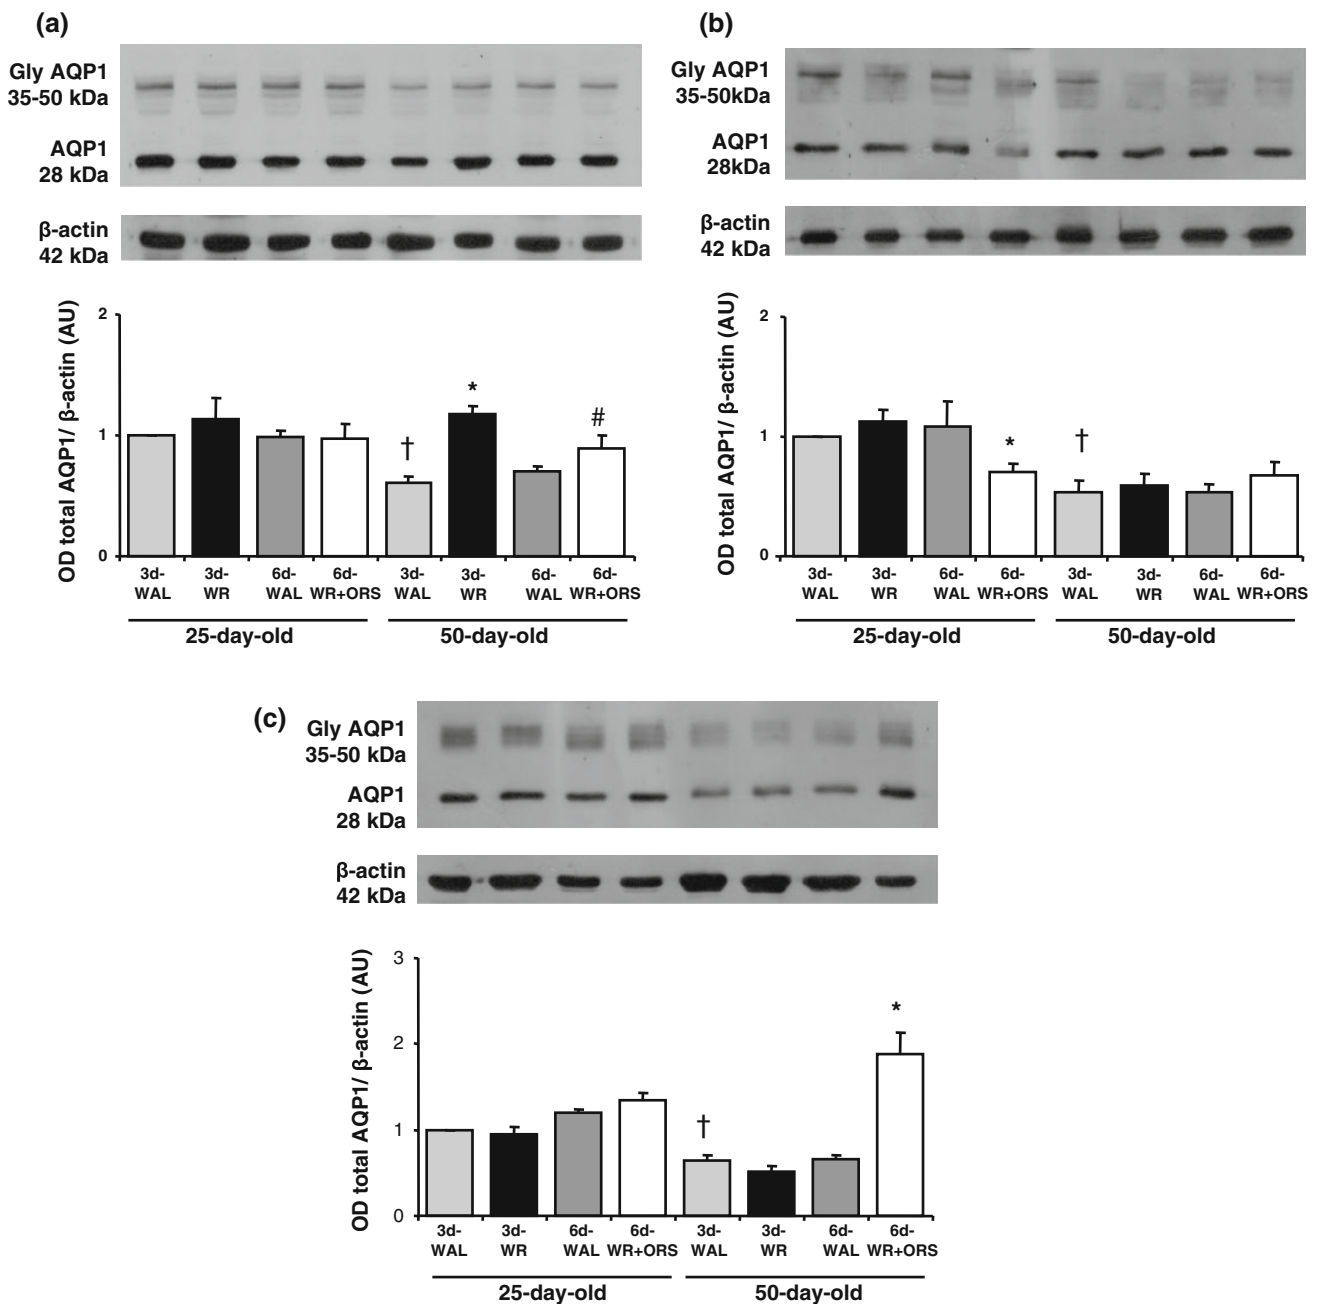 (a)
Gly AQP1
35-50 kDa
AQP1
28 kDa
β-actin
42 kDa
OD total AQP1/ β-actin (AU)
2
1
0
†
*
#
3d-WAL
3d-WR
6d-WAL
6d-WR+ORS
3d-WAL
3d-WR
6d-WAL
6d-WR+ORS
25-day-old
50-day-old
(b)
Gly AQP1
35-50kDa
AQP1
28kDa
β-actin
42 kDa
OD total AQP1/ β-actin (AU)
2
1
0
*
†
3d-WAL
3d-WR
6d-WAL
6d-WR+ORS
3d-WAL
3d-WR
6d-WAL
6d-WR+ORS
25-day-old
50-day-old
(c)
Gly AQP1
35-50 kDa
AQP1
28 kDa
β-actin
42 kDa
OD total AQP1/ β-actin (AU)
3
2
1
0
†
*
3d-WAL
3d-WR
6d-WAL
6d-WR+ORS
3d-WAL
3d-WR
6d-WAL
6d-WR+ORS
25-day-old
50-day-old